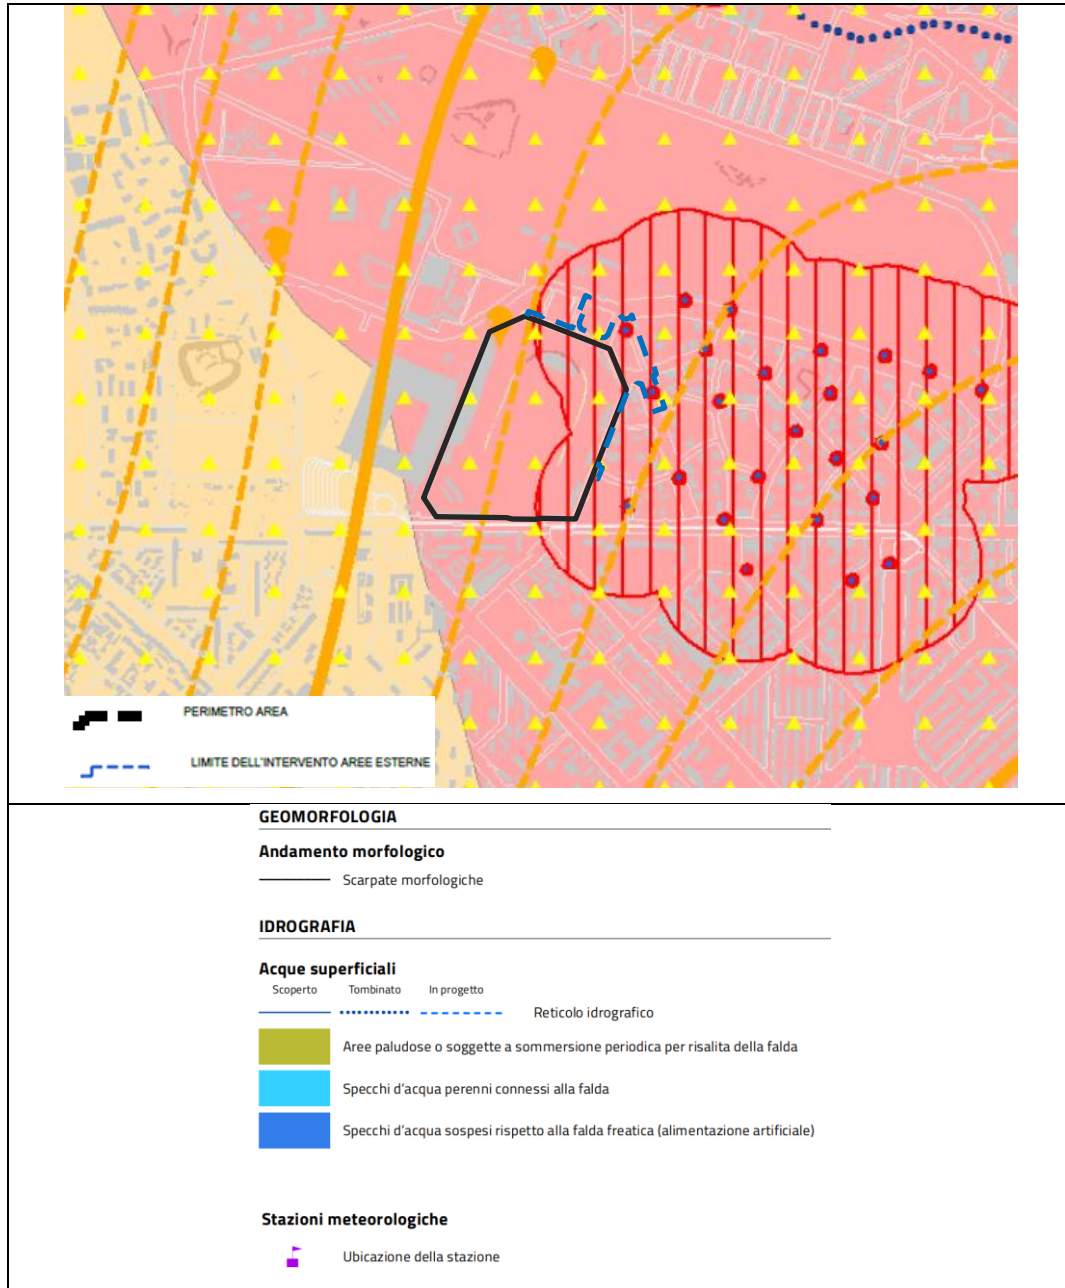 PERIMETRO AREA
LIMITE DELL'INTERVENTO AREE ESTERNE
GEOMORFOLOGIA
Andamento morfologico
Scarpate morfologiche
IDROGRAFIA
Acque superficiali
Scoperto Tombinato In progetto
Reticolo idrografico
Aree paludose o soggette a sommersione periodica per risalita della falda
Specchi d'acqua perenni connessi alla falda
Specchi d'acqua sospesi rispetto alla falda freatica (alimentazione artificiale)
Stazioni meteorologiche
Ubicazione della stazione